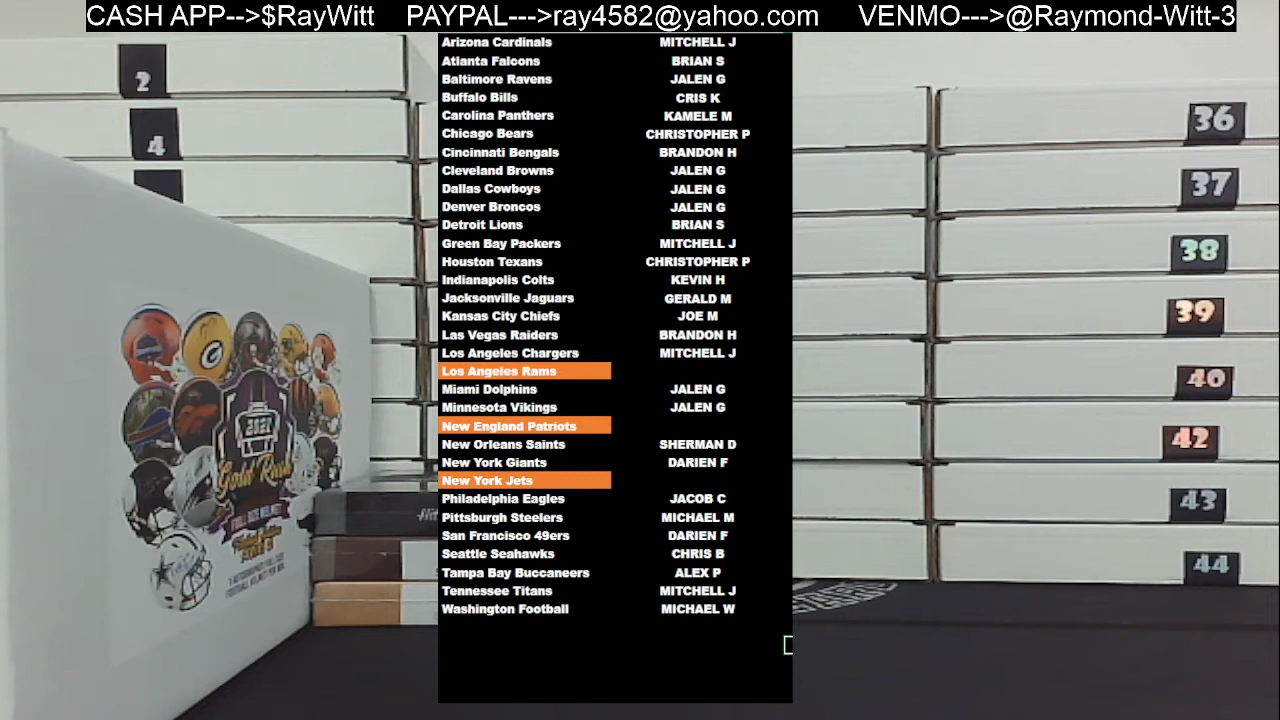 CASH APP-->$RayWitt PAYPAL--->ray4582@yahoo.com VENMO--->@Raymond-Witt-3
Arizona Cardinals MITCHELL J
Atlanta Falcons BRIAN S
Baltimore Ravens JALEN G
Buffalo Bills CRIS K
Carolina Panthers KAMELE M
Chicago Bears CHRISTOPHER P
Cincinnati Bengals BRANDON H
Cleveland Browns JALEN G
Dallas Cowboys JALEN G
Denver Broncos JALEN G
Detroit Lions BRIAN S
Green Bay Packers MITCHELL J
Houston Texans CHRISTOPHER P
Indianapolis Colts KEVIN H
Jacksonville Jaguars GERALD M
Kansas City Chiefs JOE M
Las Vegas Raiders BRANDON H
Los Angeles Chargers MITCHELL J
Los Angeles Rams
Miami Dolphins JALEN G
Minnesota Vikings JALEN G
New England Patriots
New Orleans Saints SHERMAN D
New York Giants DARIEN F
New York Jets
Philadelphia Eagles JACOB C
Pittsburgh Steelers MICHAEL M
San Francisco 49ers DARIEN F
Seattle Seahawks CHRIS B
Tampa Bay Buccaneers ALEX P
Tennessee Titans MITCHELL J
Washington Football MICHAEL W
2
4
36
37
38
39
40
42
43
44
G
Gold Rush